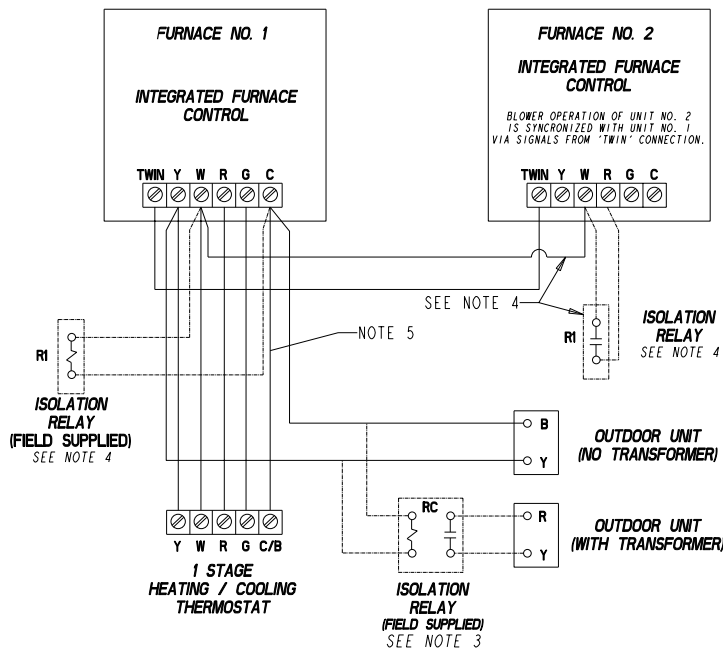 FURNACE NO. 1
INTEGRATED FURNACE
CONTROL
TWIN Y W R G C
FURNACE NO. 2
INTEGRATED FURNACE
CONTROL
BLOWER OPERATION OF UNIT NO. 2
IS SYNCRONIZED WITH UNIT NO. 1
VIA SIGNALS FROM 'TWIN' CONNECTION.
TWIN Y W R G C
SEE NOTE 4
NOTE 5
R1
ISOLATION
RELAY
(FIELD SUPPLIED)
SEE NOTE 4
R1
ISOLATION
RELAY
SEE NOTE 4
B
Y
OUTDOOR UNIT
(NO TRANSFORMER)
RC
R
Y
OUTDOOR UNIT
(WITH TRANSFORMER)
ISOLATION
RELAY
(FIELD SUPPLIED)
SEE NOTE 3
Y W R G C/B
1 STAGE
HEATING / COOLING
THERMOSTAT